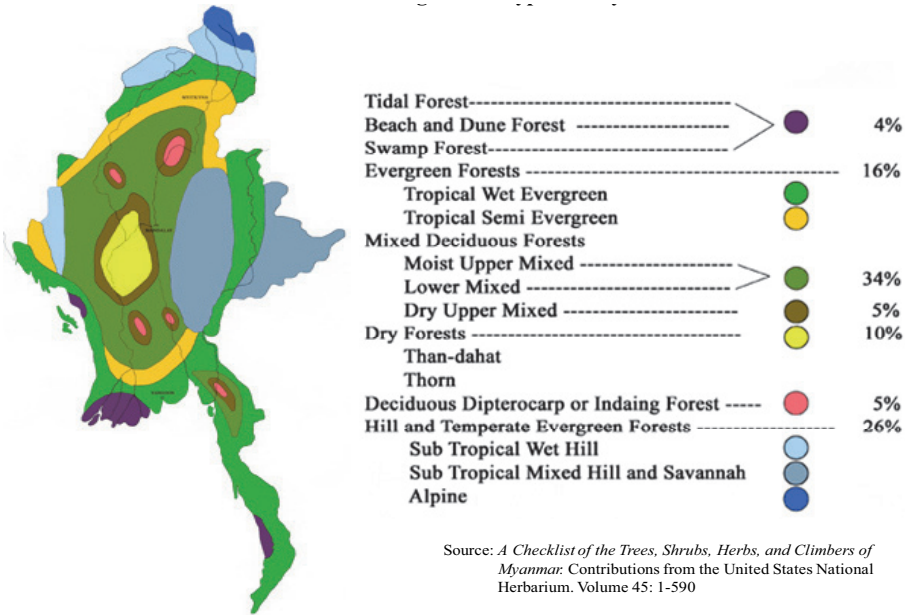 Tidal Forest
Beach and Dune Forest 4%
Swamp Forest
Evergreen Forests 16%
Tropical Wet Evergreen
Tropical Semi Evergreen
Mixed Deciduous Forests
Moist Upper Mixed
34%
Lower Mixed
Dry Upper Mixed 5%
Dry Forests 10%
Than-dahat
Thorn
Deciduous Dipterocarp or Indaing Forest 5%
Hill and Temperate Evergreen Forests 26%
Sub Tropical Wet Hill
Sub Tropical Mixed Hill and Savannah
Alpine
Source: A Checklist of the Trees, Shrubs, Herbs, and Climbers of
Myanmar. Contributions from the United States National
Herbarium. Volume 45: 1-590